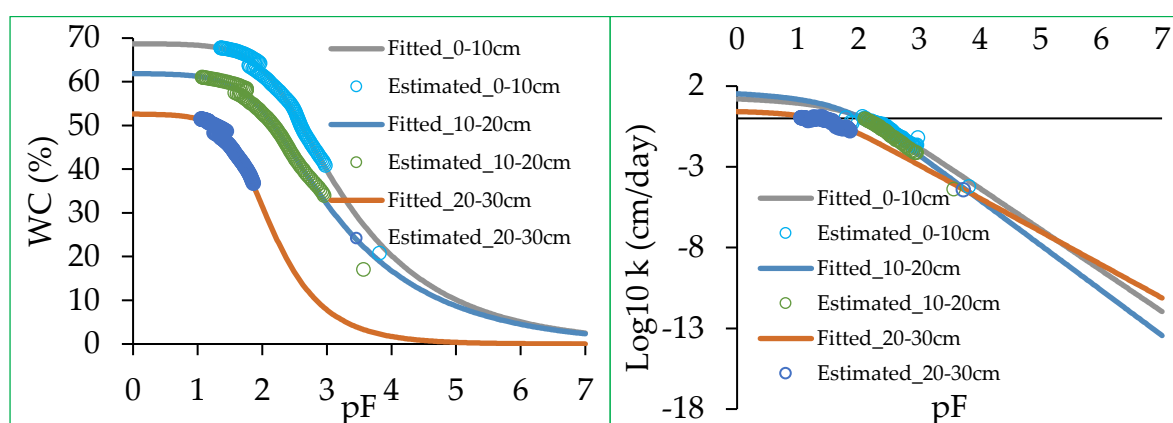 WC (%)
70
60
50
40
30
20
10
0
Fitted_0-10cm
Estimated_0-10cm
Fitted_10-20cm
Estimated_10-20cm
Fitted_20-30cm
Estimated_20-30cm
0 1 2 3 4 5 6 7
pF
0 1 2 3 4 5 6 7
Log10 k (cm/day)
2
-3
-8
-13
-18
Fitted_0-10cm
Estimated_0-10cm
Fitted_10-20cm
Estimated_10-20cm
Fitted_20-30cm
Estimated_20-30cm
pF